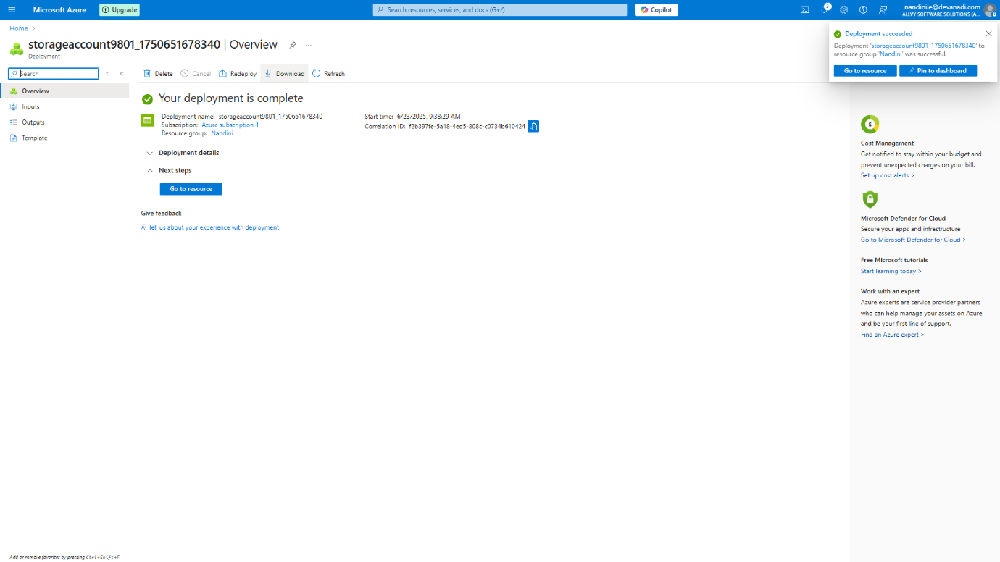 Microsoft Azure
Upgrade
Search resources, services, and docs (G+/)
Copilot
3
nandini.e@devanadi.com
ALLVY SOFTWARE SOLUTIONS (A...
Home
storageaccount9801_1750651678340 | Overview
Deployment
Search
Overview
Inputs
Outputs
Template
Delete
Cancel
Redeploy
Download
Refresh
Your deployment is complete
Deployment name: storageaccount9801_1750651678340
Subscription: Azure subscription 1
Resource group: Nandini
Start time: 6/23/2025, 9:38:29 AM
Correlation ID: f2b397fe-5a18-4ed5-808c-c0734b610424
Deployment details
Next steps
Go to resource
Give feedback
Tell us about your experience with deployment
Deployment succeeded
Deployment 'storageaccount9801_1750651678340' to
resource group 'Nandini' was successful.
Go to resource
Pin to dashboard
Cost Management
Get notified to stay within your budget and
prevent unexpected charges on your bill.
Set up cost alerts >
Microsoft Defender for Cloud
Secure your apps and infrastructure
Go to Microsoft Defender for Cloud >
Free Microsoft tutorials
Start learning today >
Work with an expert
Azure experts are service provider partners
who can help manage your assets on Azure
and be your first line of support.
Find an Azure expert >
Add or remove favorites by pressing Ctrl+Shift+F